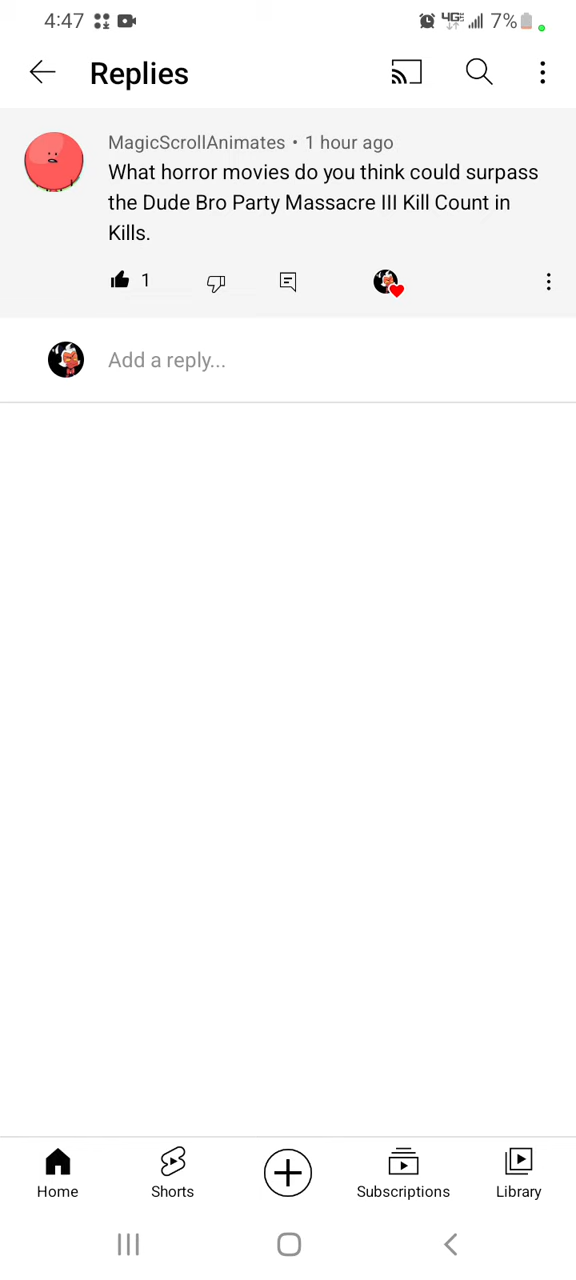 4:47 4G 7%
Replies
MagicScrollAnimates • 1 hour ago
What horror movies do you think could surpass
the Dude Bro Party Massacre III Kill Count in
Kills.
1
Add a reply...
Home Shorts Subscriptions Library